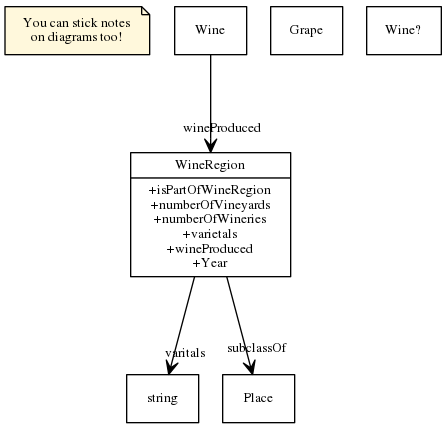 You can stick notes
on diagrams too!
Wine
Grape
Wine?
wineProduced
WineRegion
+isPartOfWineRegion
+numberOfVineyards
+numberOfWineries
+varietals
+wineProduced
+Year
varitals
subclassOf
string
Place